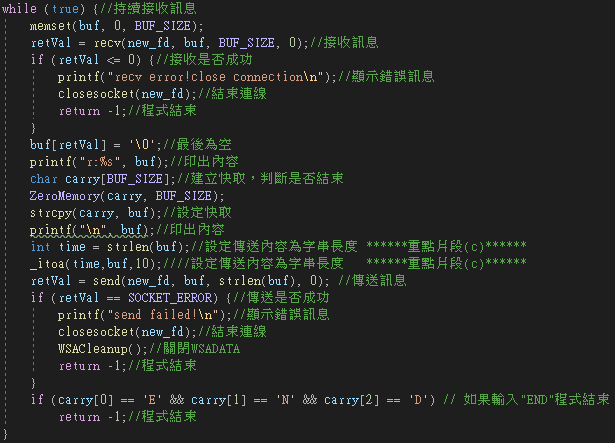 while (true) {//持續接收訊息
memset(buf, 0, BUF_SIZE);
retVal = recv(new_fd, buf, BUF_SIZE, 0);//接收訊息
if (retVal <= 0) {//接收是否成功
printf("recv error!close connection\n");//顯示錯誤訊息
closesocket(new_fd);//結束連線
return -1;//程式結束
}
buf[retVal] = '\0';//最後為空
printf("r:%s", buf);//印出內容
char carry[BUF_SIZE];//建立快取，判斷是否結束
ZeroMemory(carry, BUF_SIZE);
strcpy(carry, buf);//設定快取
printf("\n", buf);//印出內容
int time = strlen(buf);//設定傳送內容為字串長度 ******重點片段(c)******
_itoa(time,buf,10);////設定傳送內容為字串長度 ******重點片段(c)******
retVal = send(new_fd, buf, strlen(buf), 0); //傳送訊息
if (retVal == SOCKET_ERROR) {//傳送是否成功
printf("send failed!\n");//顯示錯誤訊息
closesocket(new_fd);//結束連線
WSACleanup();//關閉WSADATA
return -1;//程式結束
}
if (carry[0] == 'E' && carry[1] == 'N' && carry[2] == 'D') // 如果輸入"END"程式結束
return -1;//程式結束
}